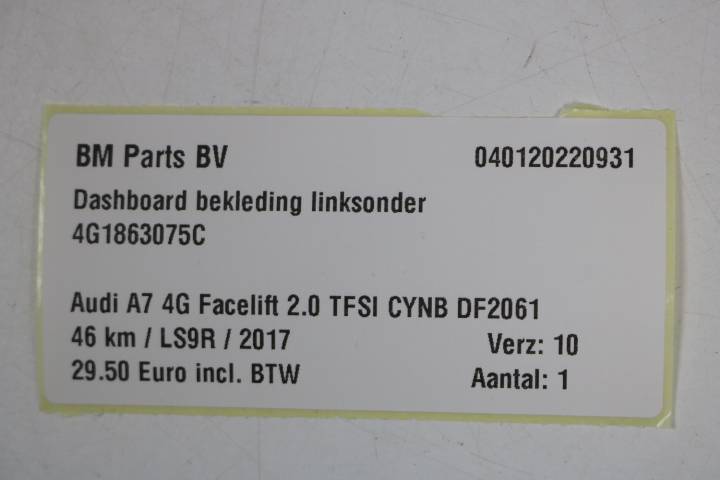 BM Parts BV 040120220931
Dashboard bekleding linksonder
4G1863075C
Audi A7 4G Facelift 2.0 TFSI CYNB DF2061
46 km / LS9R / 2017 Verz: 10
29.50 Euro incl. BTW Aantal: 1